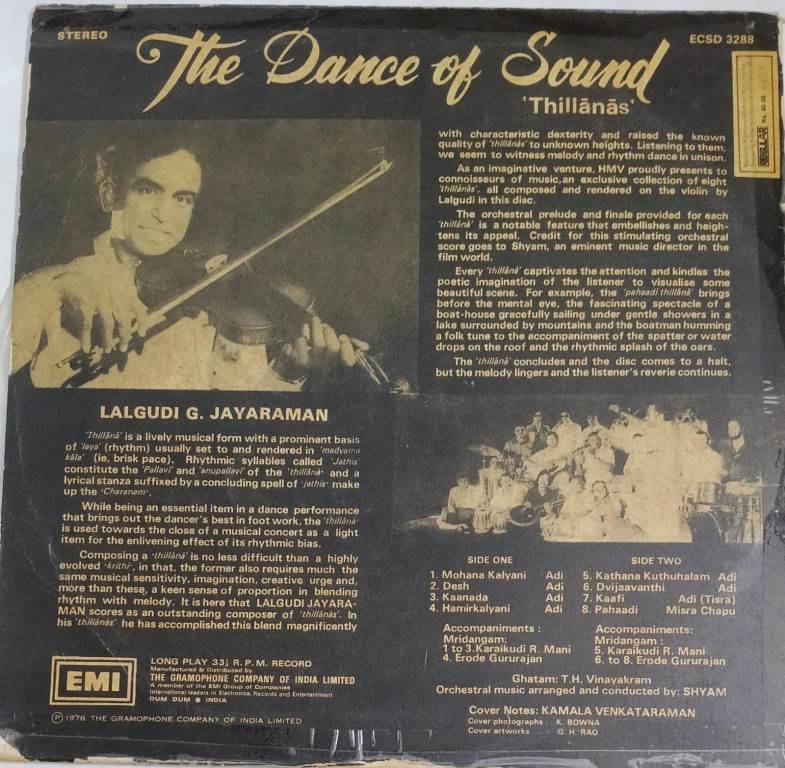 STEREO
ECSD 3288
The Dance of Sound
'Thillānās'
REGULAR Rs. 40.00
LALGUDI G. JAYARAMAN
'Thillānā' is a lively musical form with a prominent basis
of 'laya' (rhythm) usually set to and rendered in 'madyama
kāla' (ie, brisk pace). Rhythmic syllables called 'Jathis'
constitute the 'Pallavi' and 'anupallavi' of the 'thillānā' and a
lyrical stanza suffixed by a concluding spell of 'jathis' make
up the 'Charanam'.
While being an essential item in a dance performance
that brings out the dancer's best in foot work, the 'thillānā'
is used towards the close of a musical concert as a light
item for the enlivening effect of its rhythmic bias.
Composing a 'thillānā' is no less difficult than a highly
evolved 'krithi', in that, the former also requires much the
same musical sensitivity, imagination, creative urge and,
more than these, a keen sense of proportion in blending
rhythm with melody. It is here that LALGUDI JAYARA-
MAN scores as an outstanding composer of 'thillānās'. In
his 'thillānās' he has accomplished this blend magnificently
with characteristic dexterity and raised the known
quality of 'thillānās' to unknown heights. Listening to them,
we seem to witness melody and rhythm dance in unison.
As an imaginative venture, HMV proudly presents to
connoisseurs of music, an exclusive collection of eight
'thillānās', all composed and rendered on the violin by
Lalgudi in this disc.
The orchestral prelude and finale provided for each
'thillānā' is a notable feature that embellishes and heigh-
tens its appeal. Credit for this stimulating orchestral
score goes to Shyam, an eminent music director in the
film world.
Every 'thillānā' captivates the attention and kindles the
poetic imagination of the listener to visualise some
beautiful scene. For example, the 'pahaadi thillānā' brings
before the mental eye, the fascinating spectacle of a
boat-house gracefully sailing under gentle showers in a
lake surrounded by mountains and the boatman humming
a folk tune to the accompaniment of the spatter or water
drops on the roof and the rhythmic splash of the oars.
The 'thillānā' concludes and the disc comes to a halt,
but the melody lingers and the listener's reverie continues.
SIDE ONE
1. Mohana Kalyani Adi
2. Desh Adi
3. Kaanada Adi
4. Hamirkalyani Adi
Accompaniments :
Mridangam:
1 to 3. Karaikudi R. Mani
4. Erode Gururajan
SIDE TWO
5. Kathana Kuthuhalam Adi
6. Dvijaavanthi Adi
7. Kaafi Adi (Tisra)
8. Pahaadi Misra Chapu
Accompaniments:
Mridangam :
5. Karaikudi R. Mani
6. to 8. Erode Gururajan
Ghatam: T.H. Vinayakram
Orchestral music arranged and conducted by: SHYAM
Cover Notes: KAMALA VENKATARAMAN
Cover photographs : K. BOWNA
Cover artworks : G. H. RAO
EMI
LONG PLAY 33⅓ R. P. M. RECORD
Manufactured & Distributed by
THE GRAMOPHONE COMPANY OF INDIA LIMITED
A member of the EMI Group of Companies
International leaders in Electronics, Records and Entertainment
DUM DUM ● INDIA
Ⓟ 1978 THE GRAMOPHONE COMPANY OF INDIA LIMITED